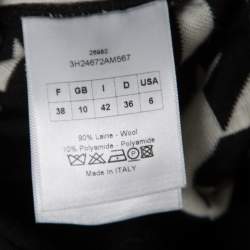 26982
3H24672AM567
F GB I D USA
38 10 42 36 6
90% Laine - Wool
10% Polyamide - Polyamide
Made In ITALY